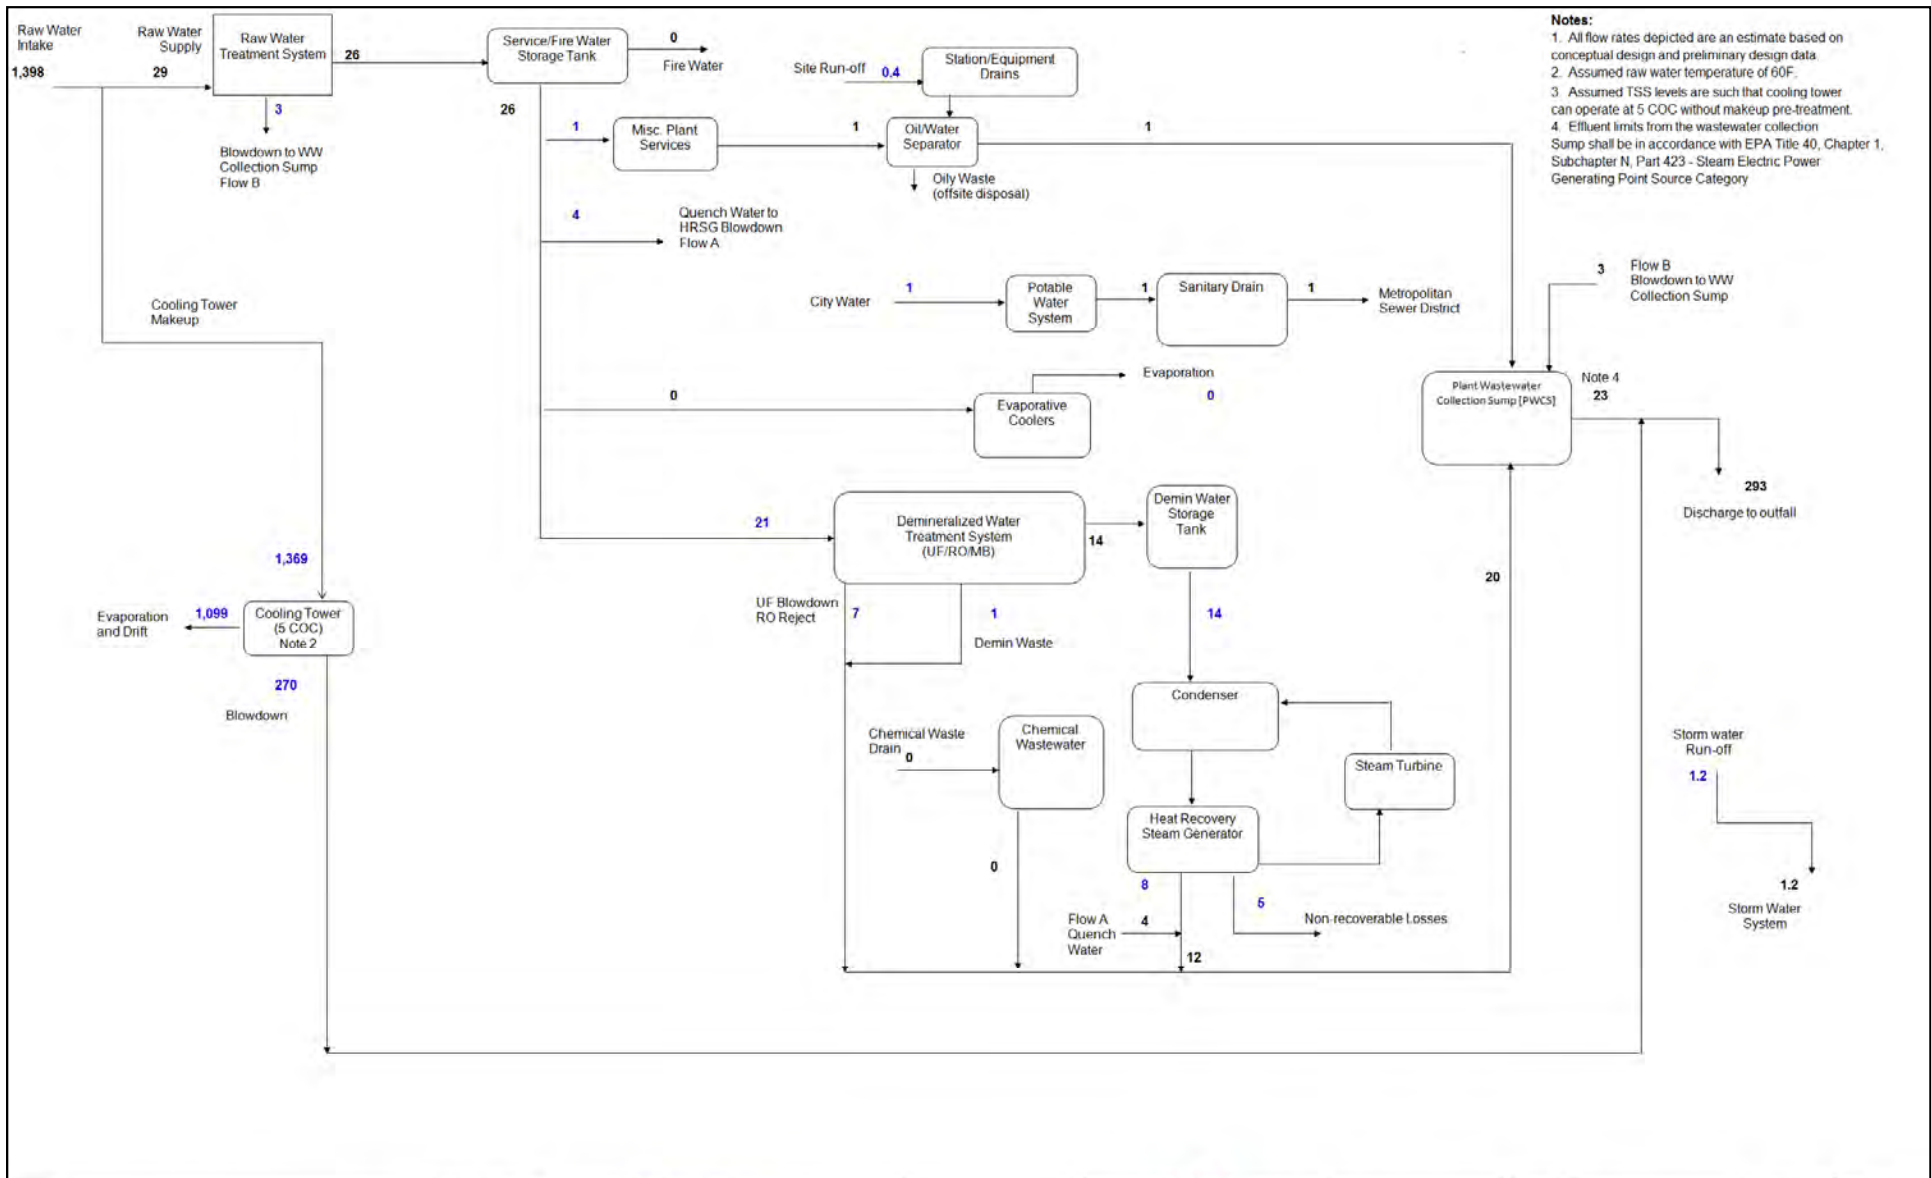 Raw Water
Intake
1,398
Raw Water
Supply
29
Raw Water
Treatment System
26
3
Blowdown to WW
Collection Sump
Flow B
Service/Fire Water
Storage Tank
0
Fire Water
26
Site Run-off
0.4
Station/Equipment
Drains
1
Misc. Plant
Services
1
Oil/Water
Separator
1
Oily Waste
(offsite disposal)
4
Quench Water to
HRSG Blowdown
Flow A
Notes:
1. All flow rates depicted are an estimate based on
conceptual design and preliminary design data
2. Assumed raw water temperature of 60F.
3 Assumed TSS levels are such that cooling tower
can operate at 5 COC without makeup pre-treatment.
4. Effluent limits from the wastewater collection
Sump shall be in accordance with EPA Title 40, Chapter 1,
Subchapter N, Part 423 - Steam Electric Power
Generating Point Source Category
City Water
1
Potable
Water
System
1
Sanitary Drain
1
Metropolitan
Sewer District
3
Flow B
Blowdown to WW
Collection Sump
Cooling Tower
Makeup
0
Evaporative
Coolers
Evaporation
0
Plant Wastewater
Collection Sump [PWCS]
Note 4
23
293
Discharge to outfall
21
Demineralized Water
Treatment System
(UF/RO/MB)
14
Demin Water
Storage
Tank
20
1,369
Evaporation
and Drift
1,099
Cooling Tower
(5 COC)
Note 2
270
Blowdown
UF Blowdown
RO Reject
7
1
Demin Waste
14
Condenser
Chemical Waste
Drain
0
Chemical
Wastewater
0
Steam Turbine
Heat Recovery
Steam Generator
8
5
Flow A
Quench
Water
4
12
Non-recoverable Losses
Storm water
Run-off
1.2
1.2
Storm Water
System